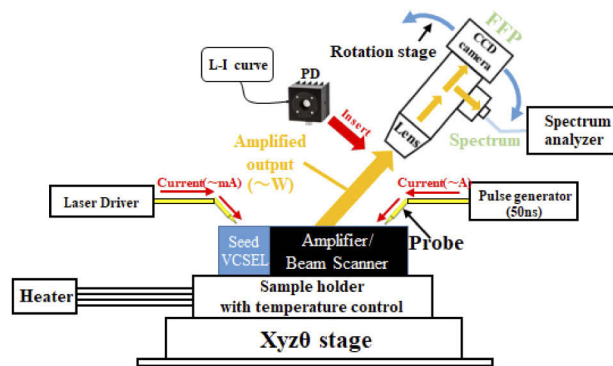 FFP
CCD
camera
Rotation stage
L-I curve
PD
Insert
Lens
Spectrum
Spectrum
analyzer
Amplified
output
(~W)
Current(~mA)
Current(~A)
Laser Driver
Pulse generator
(50ns)
Probe
Seed
VCSEL
Amplifier/
Beam Scanner
Heater
Sample holder
with temperature control
Xyzθ stage